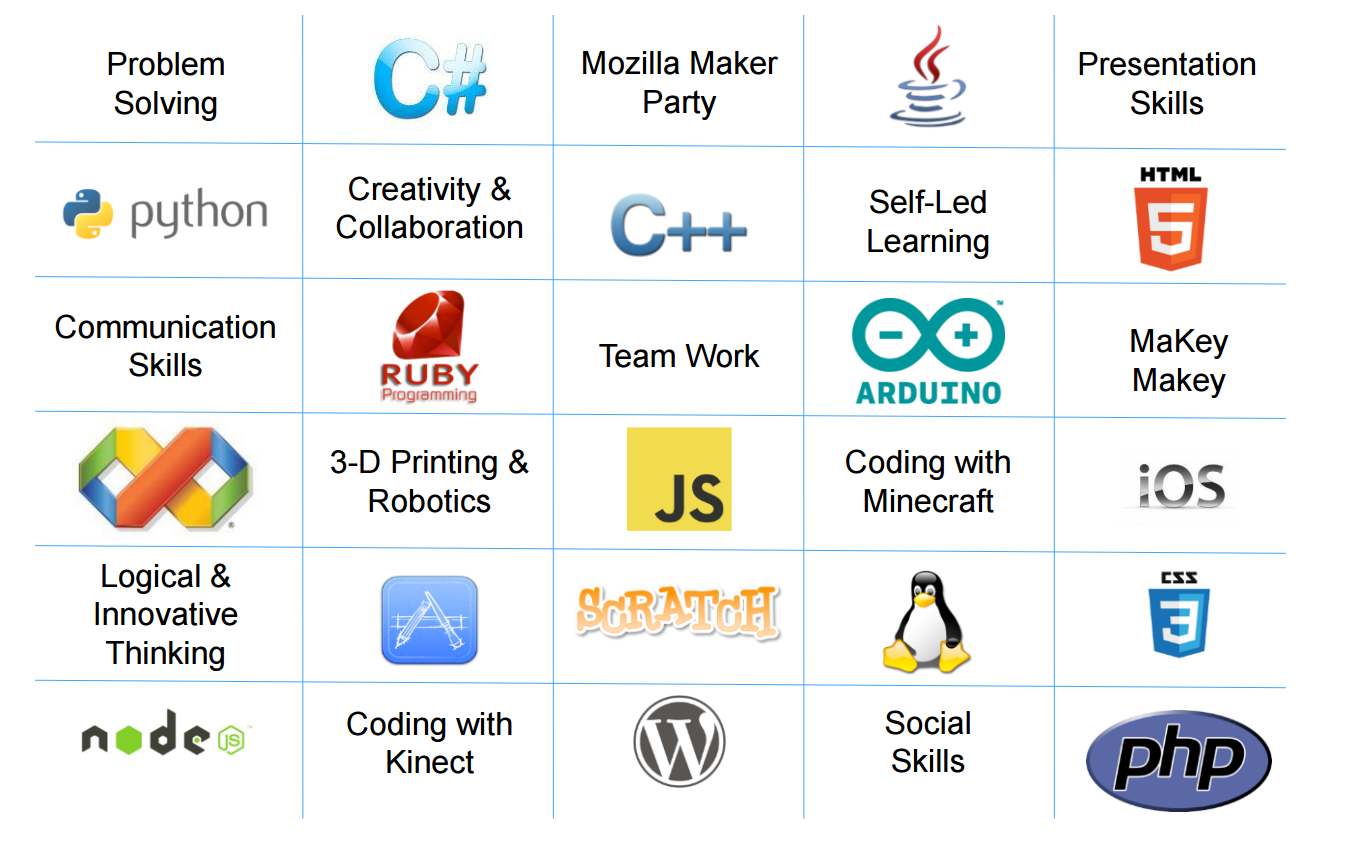 Problem
Solving
C#
Mozilla Maker
Party
Presentation
Skills
python
Creativity &
Collaboration
C++
Self-Led
Learning
HTML
5
Communication
Skills
RUBY
Programming
Team Work
ARDUINO
™
MaKey
Makey
®
3-D Printing &
Robotics
JS
Coding with
Minecraft
iOS
Logical &
Innovative
Thinking
SCRATCH
CSS
3
node
JS
™
Coding with
Kinect
W
Social
Skills
php